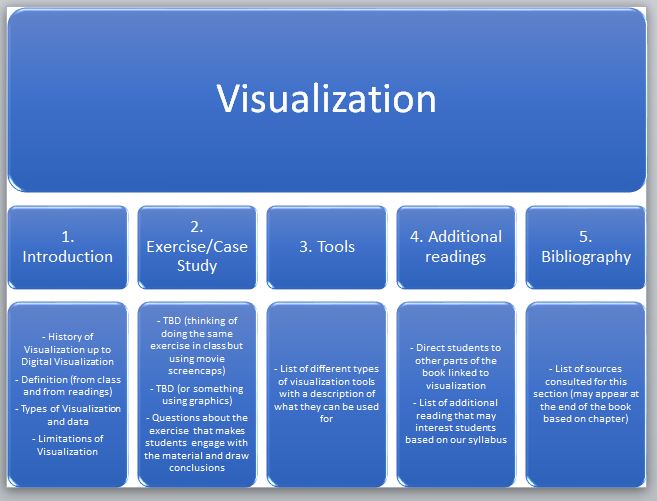 Visualization
1.
Introduction
2.
Exercise/Case
Study
3. Tools
4. Additional
readings
5.
Bibliography
- History of
Visualization up to
Digital Visualization
- Definition (from class
and from readings)
- Types of Visualization
and data
- Limitations of
Visualization
- TBD (thinking of
doing the same
exercise in class but
using movie
screencaps)
- TBD (or something
using graphics)
- Questions about the
exercise that makes
students engage with
the material and draw
conclusions
- List of different types
of visualization tools
with a description of
what they can be used
for
- Direct students to
other parts of the
book linked to
visualization
- List of additional
reading that may
interest students
based on our syllabus
- List of sources
consulted for this
section (may appear at
the end of the book
based on chapter)